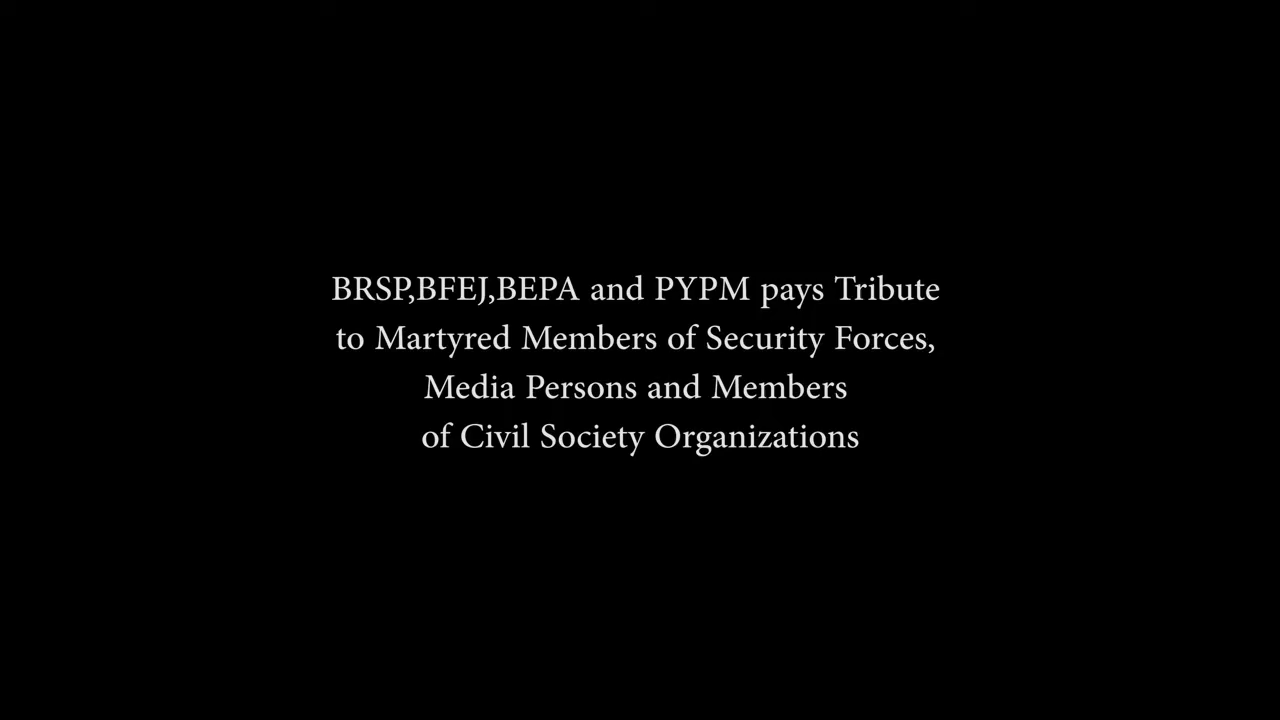 BRSP,BFEJ,BEPA and PYPM pays Tribute
to Martyred Members of Security Forces,
Media Persons and Members
of Civil Society Organizations